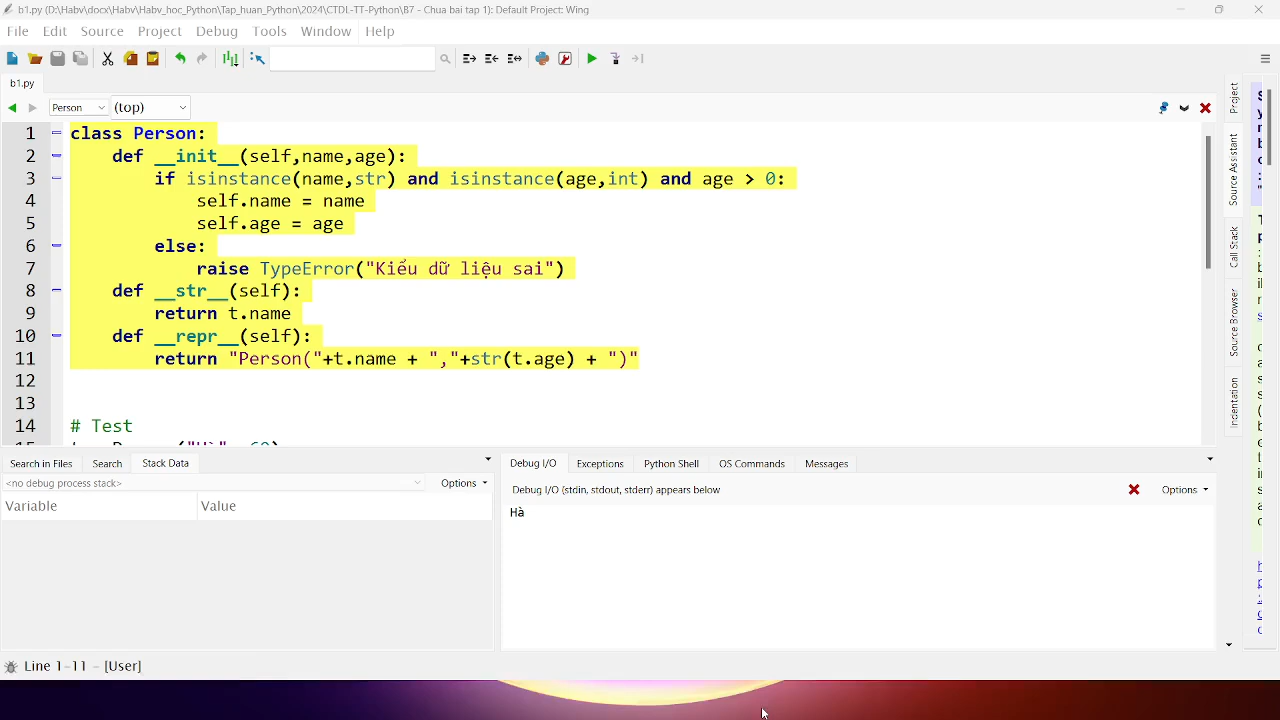 b1.py (D:\Habv\docx\Habv\Habv_hoc_Python\Tap_huan_Python\2024\CTDL-TT-Python\B7 - Chua bai tap 1): Default Project: Wing
File Edit Source Project Debug Tools Window Help
b1.py
Person (top)
1 class Person:
2 def __init__(self,name,age):
3 if isinstance(name,str) and isinstance(age,int) and age > 0:
4 self.name = name
5 self.age = age
6 else:
7 raise TypeError("Kiểu dữ liệu sai")
8 def __str__(self):
9 return t.name
10 def __repr__(self):
11 return "Person("+t.name + ","+str(t.age) + ")"
12
13
14 # Test
Project
Source Assistant
Call Stack
Source Browser
Indentation
Search in Files Search Stack Data
<no debug process stack> Options
Variable Value
Debug I/O Exceptions Python Shell OS Commands Messages
Debug I/O (stdin, stdout, stderr) appears below Options
Hà
Line 1-11 - [User]